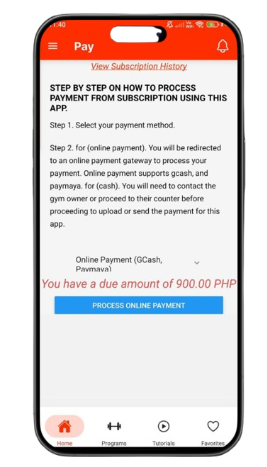 1:40
Pay
View Subscription History
STEP BY STEP ON HOW TO PROCESS
PAYMENT FROM SUBSCRIPTION USING THIS
APP.
Step 1. Select your payment method.
Step 2. for (online payment). You will be redirected
to an online payment gateway to process your
payment. Online payment supports gcash, and
paymaya. for (cash). You will need to contact the
gym owner or proceed to their counter before
proceeding to upload or send the payment for this
app.
Online Payment (GCash,
Paymaya)
You have a due amount of 900.00 PHP
PROCESS ONLINE PAYMENT
Home Programs Tutorials Favorites